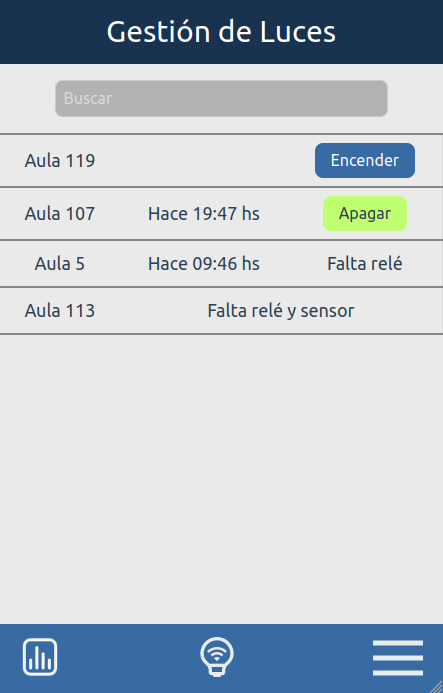 Gestión de Luces
Buscar
Aula 119 Encender
Aula 107 Hace 19:47 hs Apagar
Aula 5 Hace 09:46 hs Falta relé
Aula 113 Falta relé y sensor